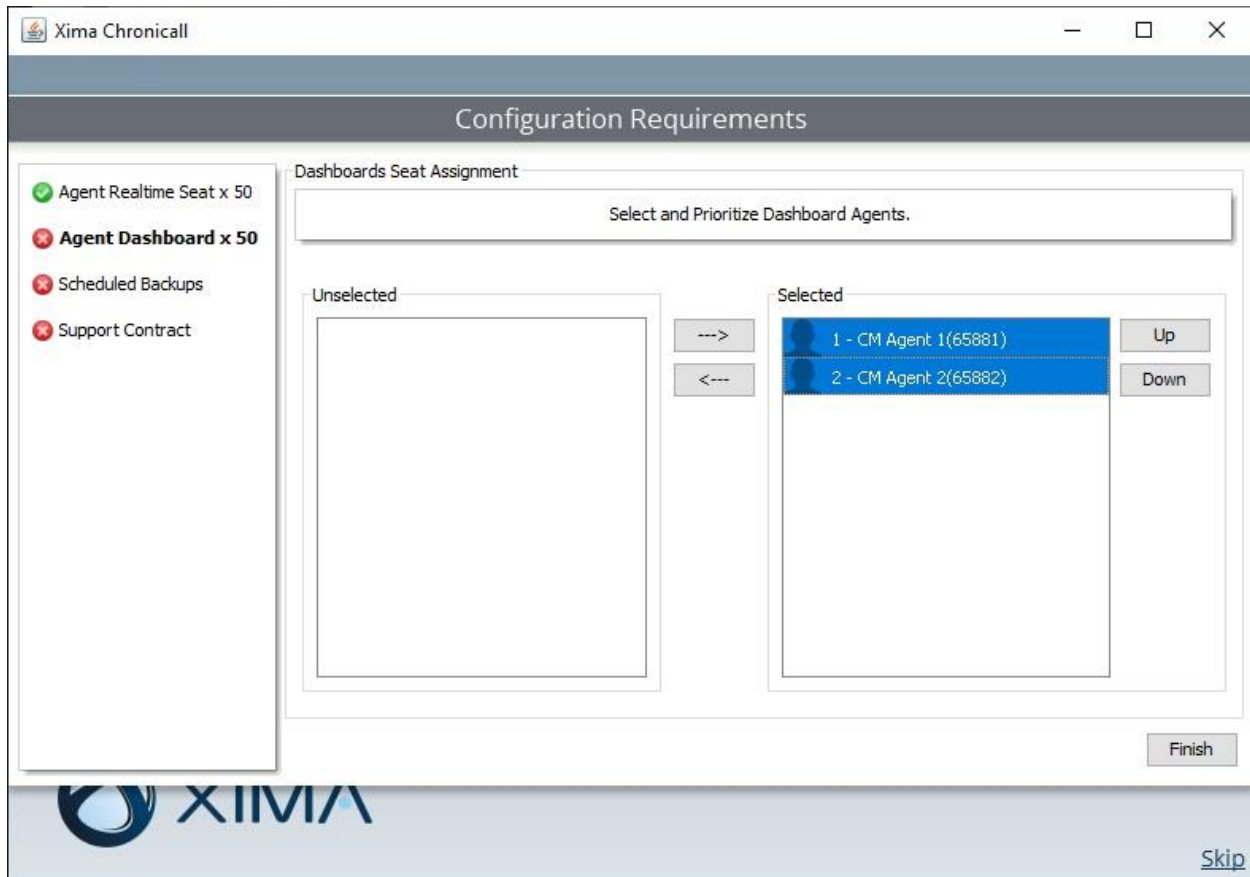 Xima Chronicall
Configuration Requirements
Agent Realtime Seat x 50
Agent Dashboard x 50
Scheduled Backups
Support Contract
Dashboards Seat Assignment
Select and Prioritize Dashboard Agents.
Unselected
--->
<---
Selected
1 - CM Agent 1(65881)
2 - CM Agent 2(65882)
Up
Down
Finish
XIMA
Skip